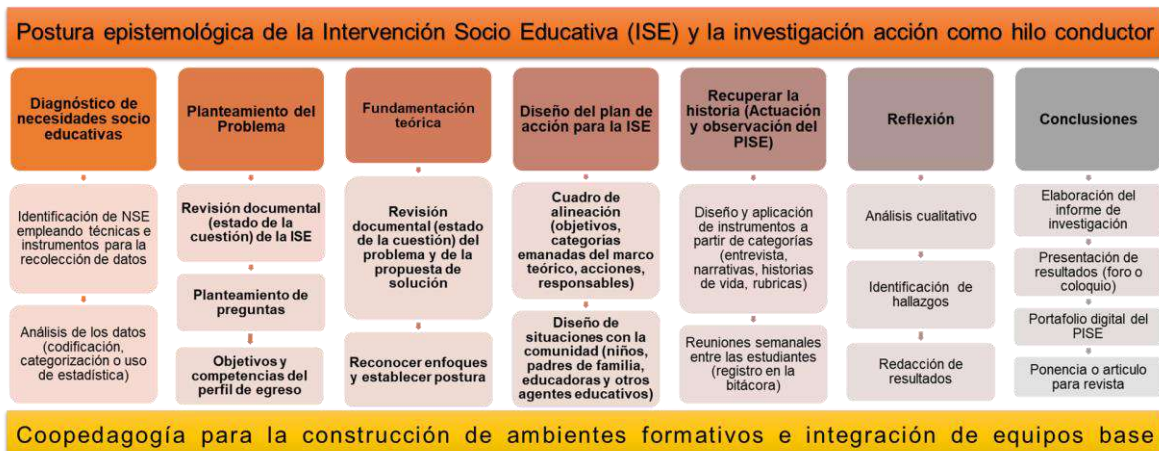 Postura epistemológica de la Intervención Socio Educativa (ISE) y la investigación acción como hilo conductor
Diagnóstico de
necesidades socio
educativas
Identificación de NSE
empleando técnicas e
instrumentos para la
recolección de datos
Análisis de los datos
(codificación,
categorización o uso
de estadística)
Planteamiento del
Problema
Revisión documental
(estado de la
cuestión) de la ISE
Planteamiento de
preguntas
Objetivos y
competencias del
perfil de egreso
Fundamentación
teórica
Revisión
documental (estado
de la cuestión) del
problema y de la
propuesta de
solución
Reconocer enfoques
y establecer postura
Diseño del plan de
acción para la ISE
Cuadro de
alineación
(objetivos,
categorías
emanadas del marco
teórico, acciones,
responsables)
Diseño de
situaciones con la
comunidad (niños,
padres de familia,
educadoras y otros
agentes educativos)
Recuperar la
historia (Actuación
y observación del
PISE)
Diseño y aplicación
de instrumentos a
partir de categorías
(entrevista,
narrativas, historias
de vida, rubricas)
Reuniones semanales
entre las estudiantes
(registro en la
bitácora)
Reflexión
Análisis cualitativo
Identificación de
hallazgos
Redacción de
resultados
Conclusiones
Elaboración del
informe de
investigación
Presentación de
resultados (foro o
coloquio)
Portafolio digital del
PISE
Ponencia o articulo
para revista
Coopedagogía para la construcción de ambientes formativos e integración de equipos base